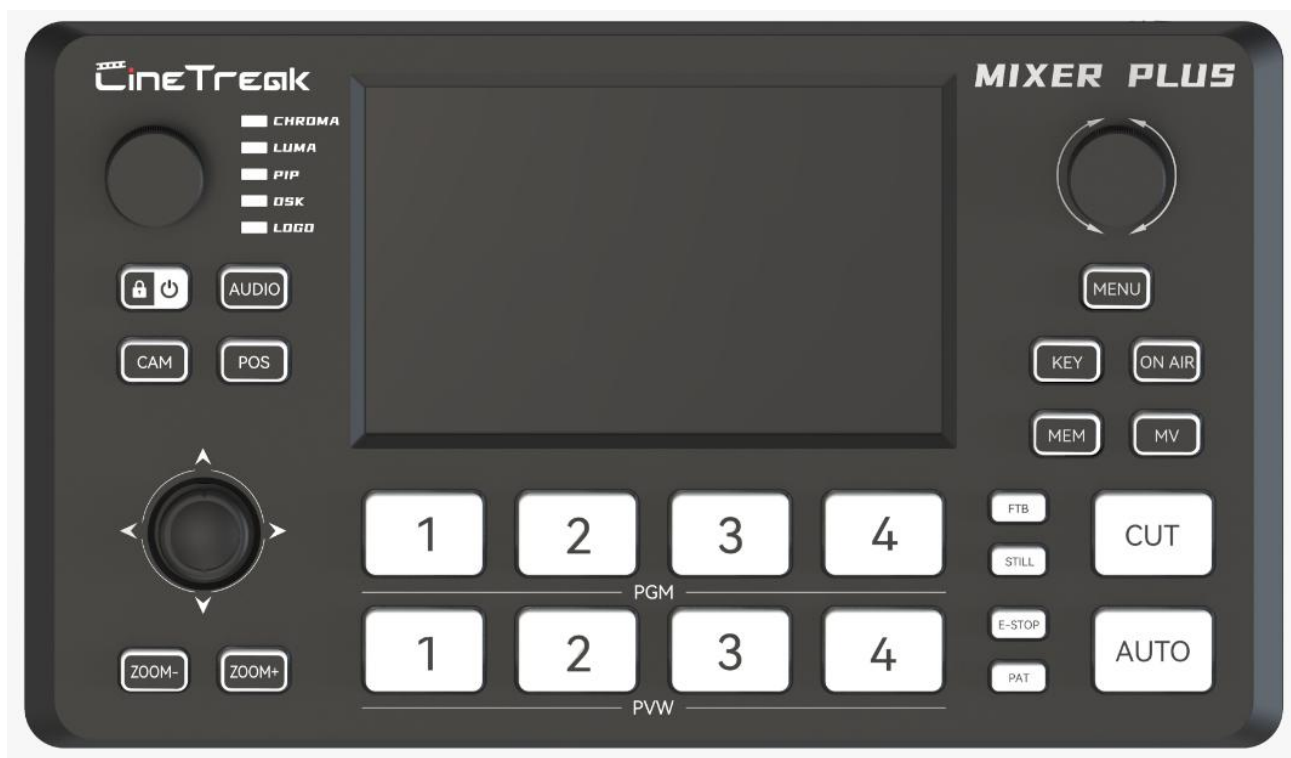 CineTreak
MIXER PLUS
CHROMA
LUMA
PIP
DSK
LOGO
AUDIO
MENU
CAM
POS
KEY
ON AIR
MEM
MV
1
2
3
4
FTB
CUT
STILL
PGM
1
2
3
4
E-STOP
AUTO
PAT
ZOOM-
ZOOM+
PVW